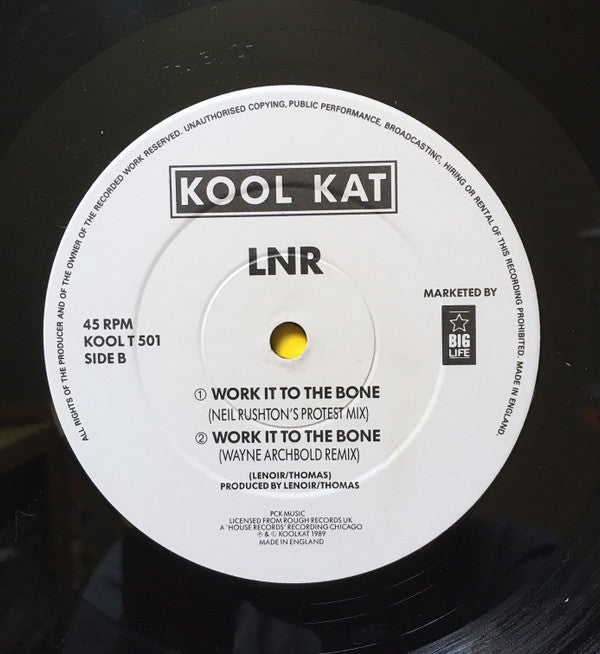 ALL RIGHTS OF THE PRODUCER AND OF THE OWNER OF THE RECORDED WORK RESERVED. UNAUTHORISED COPYING, PUBLIC PERFORMANCE, BROADCASTING, HIRING OR RENTAL OF THIS RECORDING PROHIBITED. MADE IN ENGLAND.
KOOL KAT
LNR
MARKETED BY
BIG
LIFE
45 RPM
KOOL T 501
SIDE B
① WORK IT TO THE BONE
(NEIL RUSHTON'S PROTEST MIX)
② WORK IT TO THE BONE
(WAYNE ARCHBOLD REMIX)
(LENOIR/THOMAS)
PRODUCED BY LENOIR/THOMAS
PCK MUSIC
LICENSED FROM ROUGH RECORDS UK
A 'HOUSE RECORDS' RECORDING CHICAGO
℗ & © KOOLKAT 1989
MADE IN ENGLAND